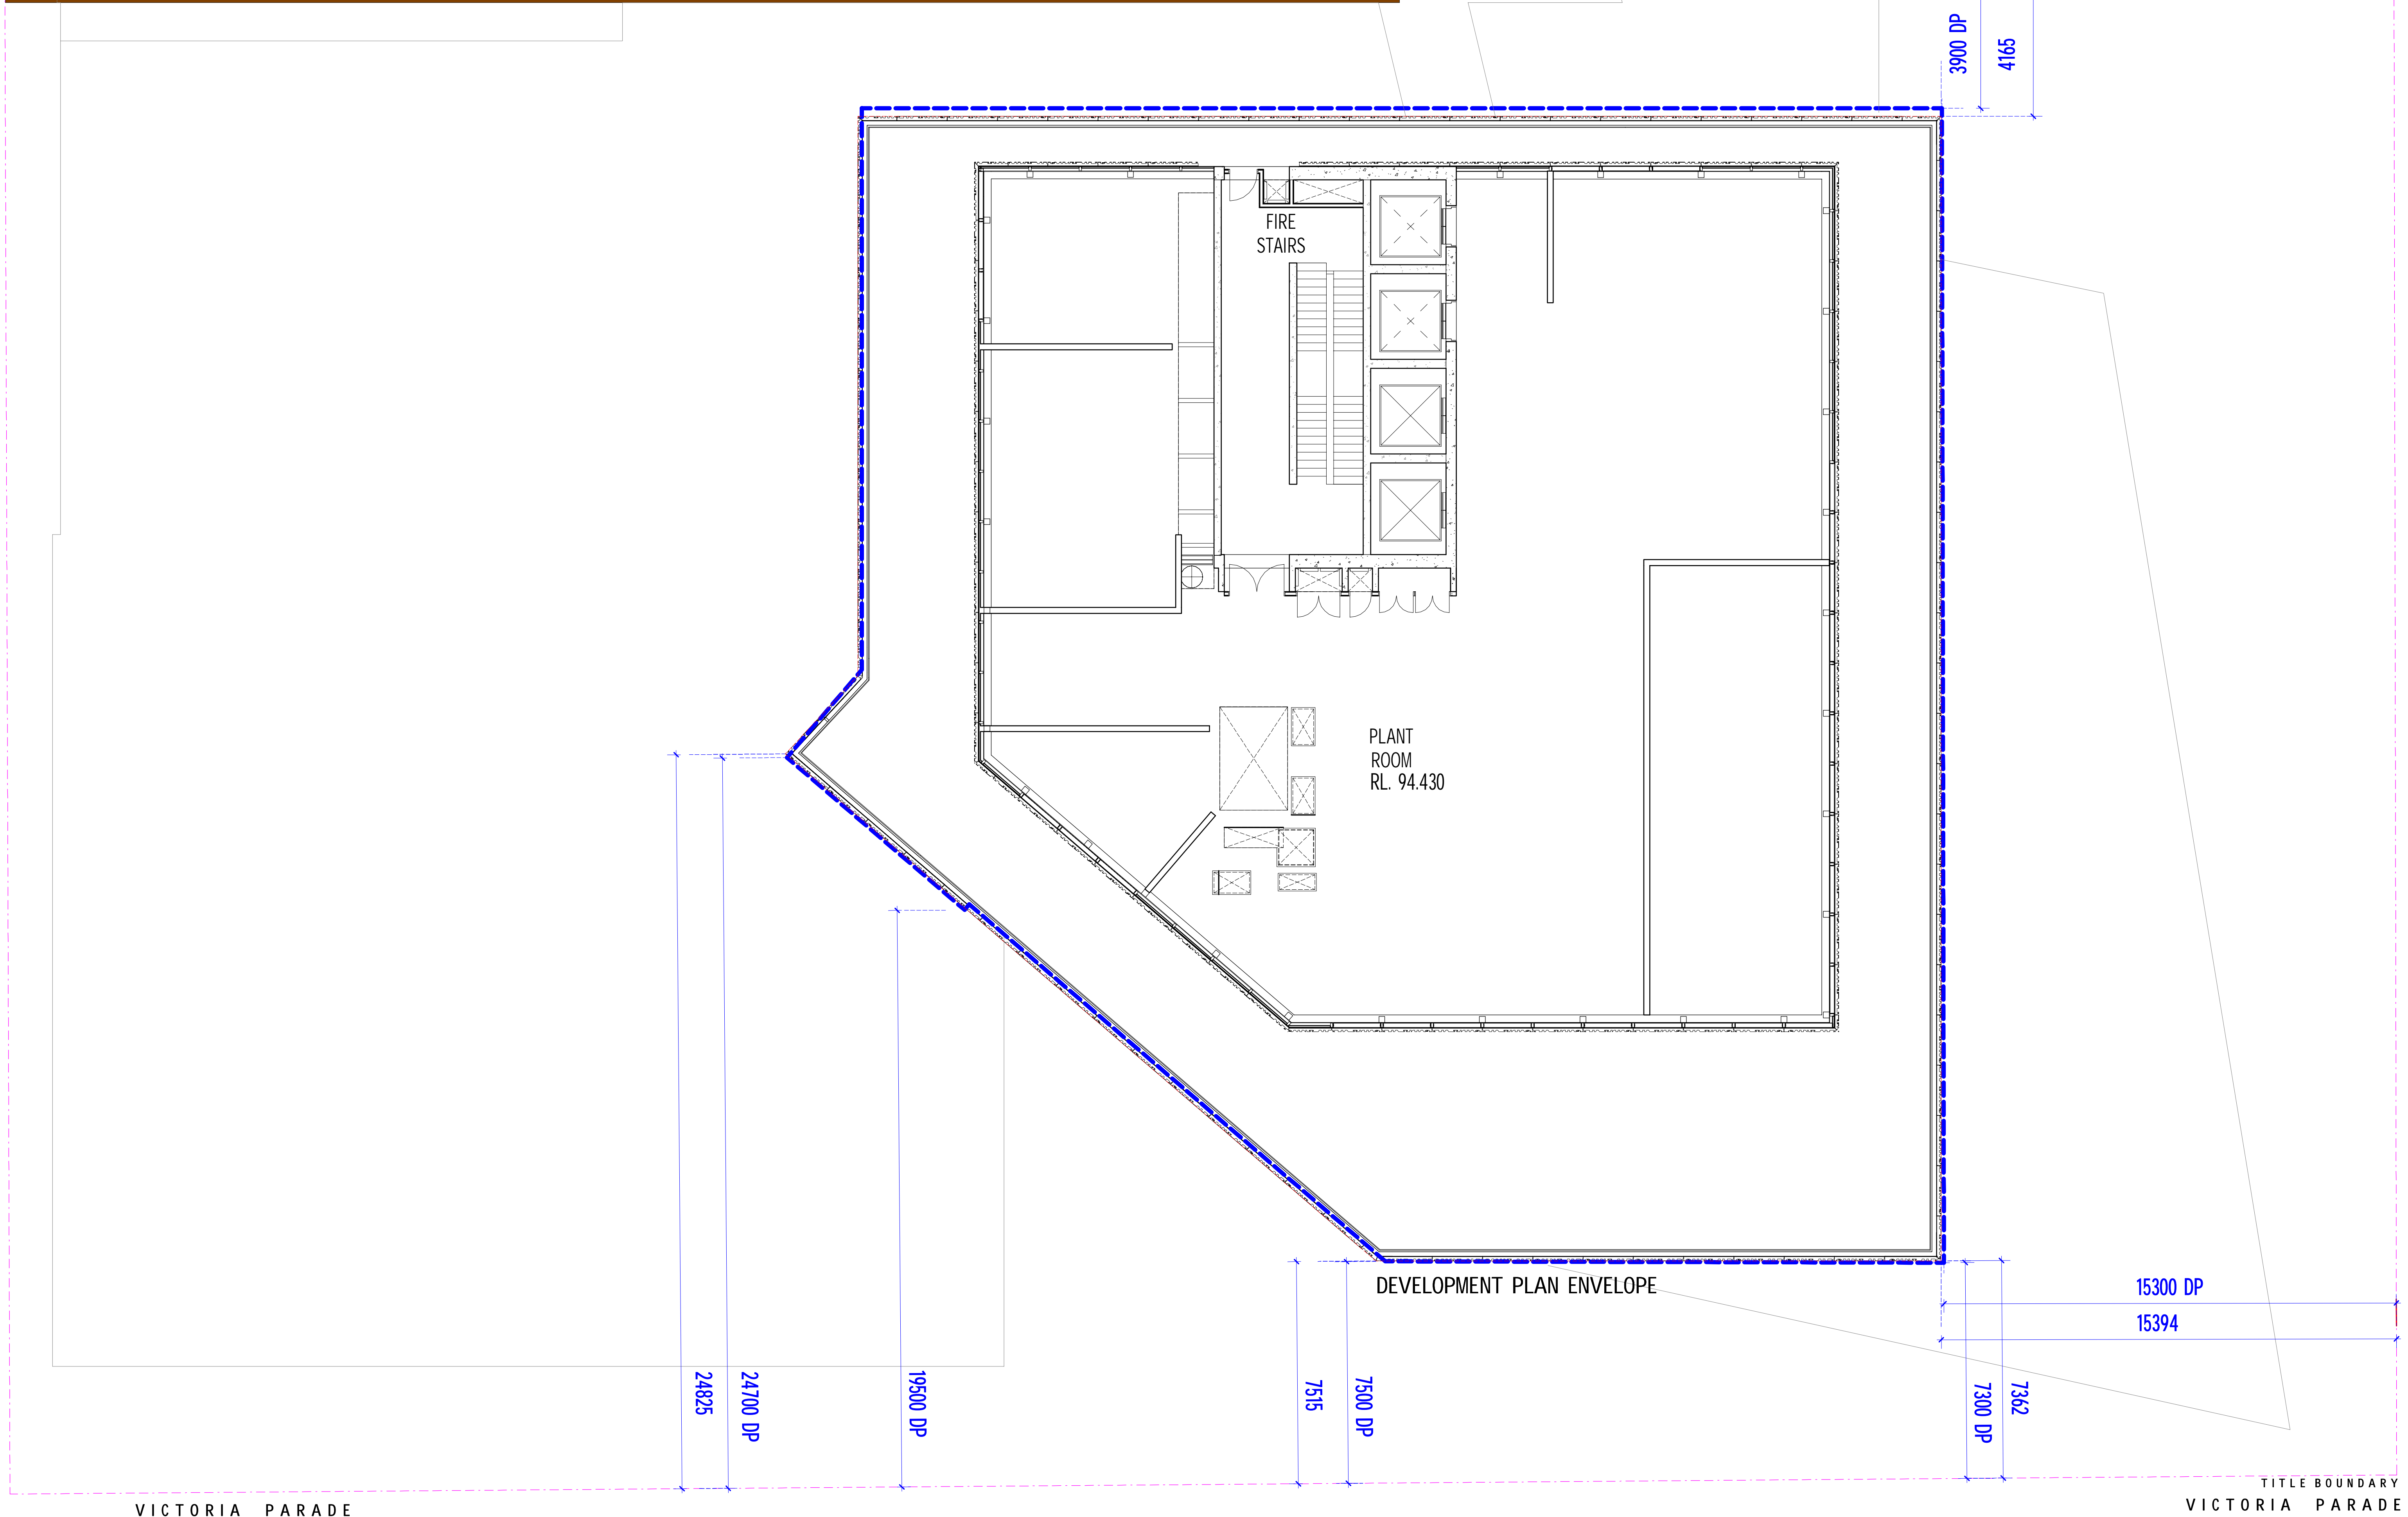 3900 DP
4165
FIRE
STAIRS
PLANT
ROOM
RL. 94.430
DEVELOPMENT PLAN ENVELOPE
15300 DP
15394
24825
24700 DP
19500 DP
7515
7500 DP
7300 DP
7362
TITLE BOUNDARY
VICTORIA PARADE
VICTORIA PARADE